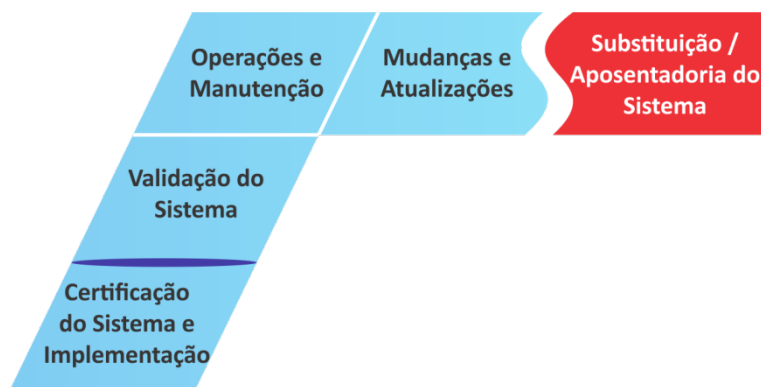 Operações e
Manutenção
Mudanças e
Atualizações
Substituição /
Aposentadoria do
Sistema
Validação do
Sistema
Certificação
do Sistema e
Implementação